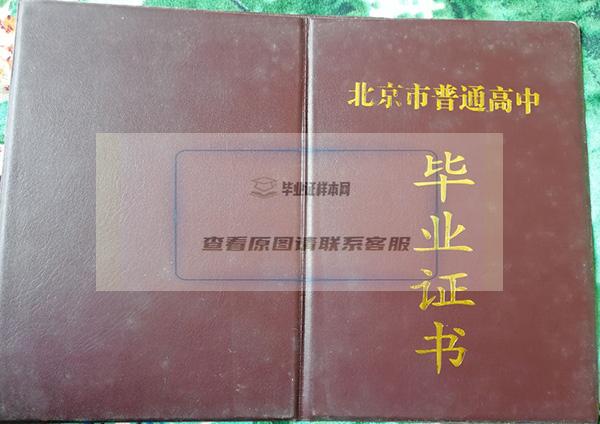 北京市普通高中
毕业证书
毕业证样本网
查看原图请联系客服